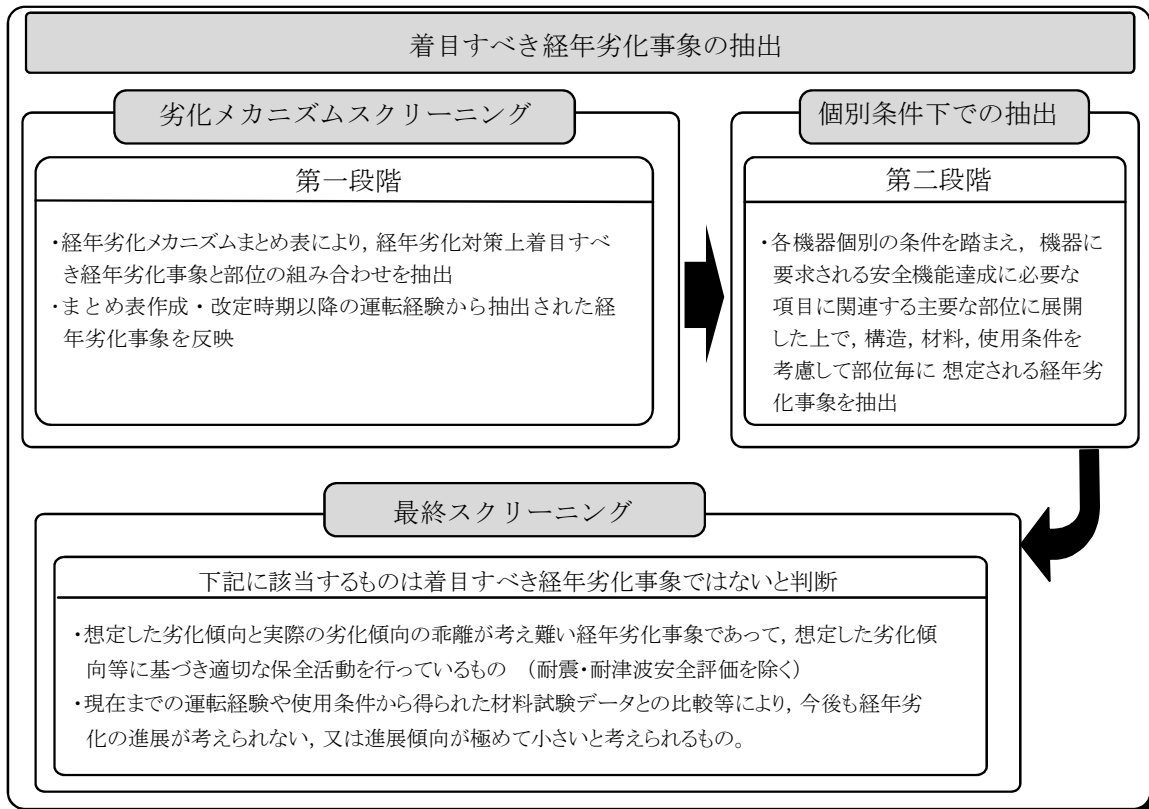 着目すべき経年劣化事象の抽出
劣化メカニズムスクリーニング
第一段階
・経年劣化メカニズムまとめ表により，経年劣化対策上着目すべ
き経年劣化事象と部位の組み合わせを抽出
・まとめ表作成・改定時期以降の運転経験から抽出された経
年劣化事象を反映
個別条件下での抽出
第二段階
・各機器個別の条件を踏まえ， 機器に
要求される安全機能達成に必要な
項目に関連する主要な部位に展開
した上で，構造，材料，使用条件を
考慮して部位毎に 想定される経年劣
化事象を抽出
最終スクリーニング
下記に該当するものは着目すべき経年劣化事象ではないと判断
・想定した劣化傾向と実際の劣化傾向の乖離が考え難い経年劣化事象であって，想定した劣化傾
向等に基づき適切な保全活動を行っているもの （耐震・耐津波安全評価を除く）
・現在までの運転経験や使用条件から得られた材料試験データとの比較等により，今後も経年劣
化の進展が考えられない，又は進展傾向が極めて小さいと考えられるもの。